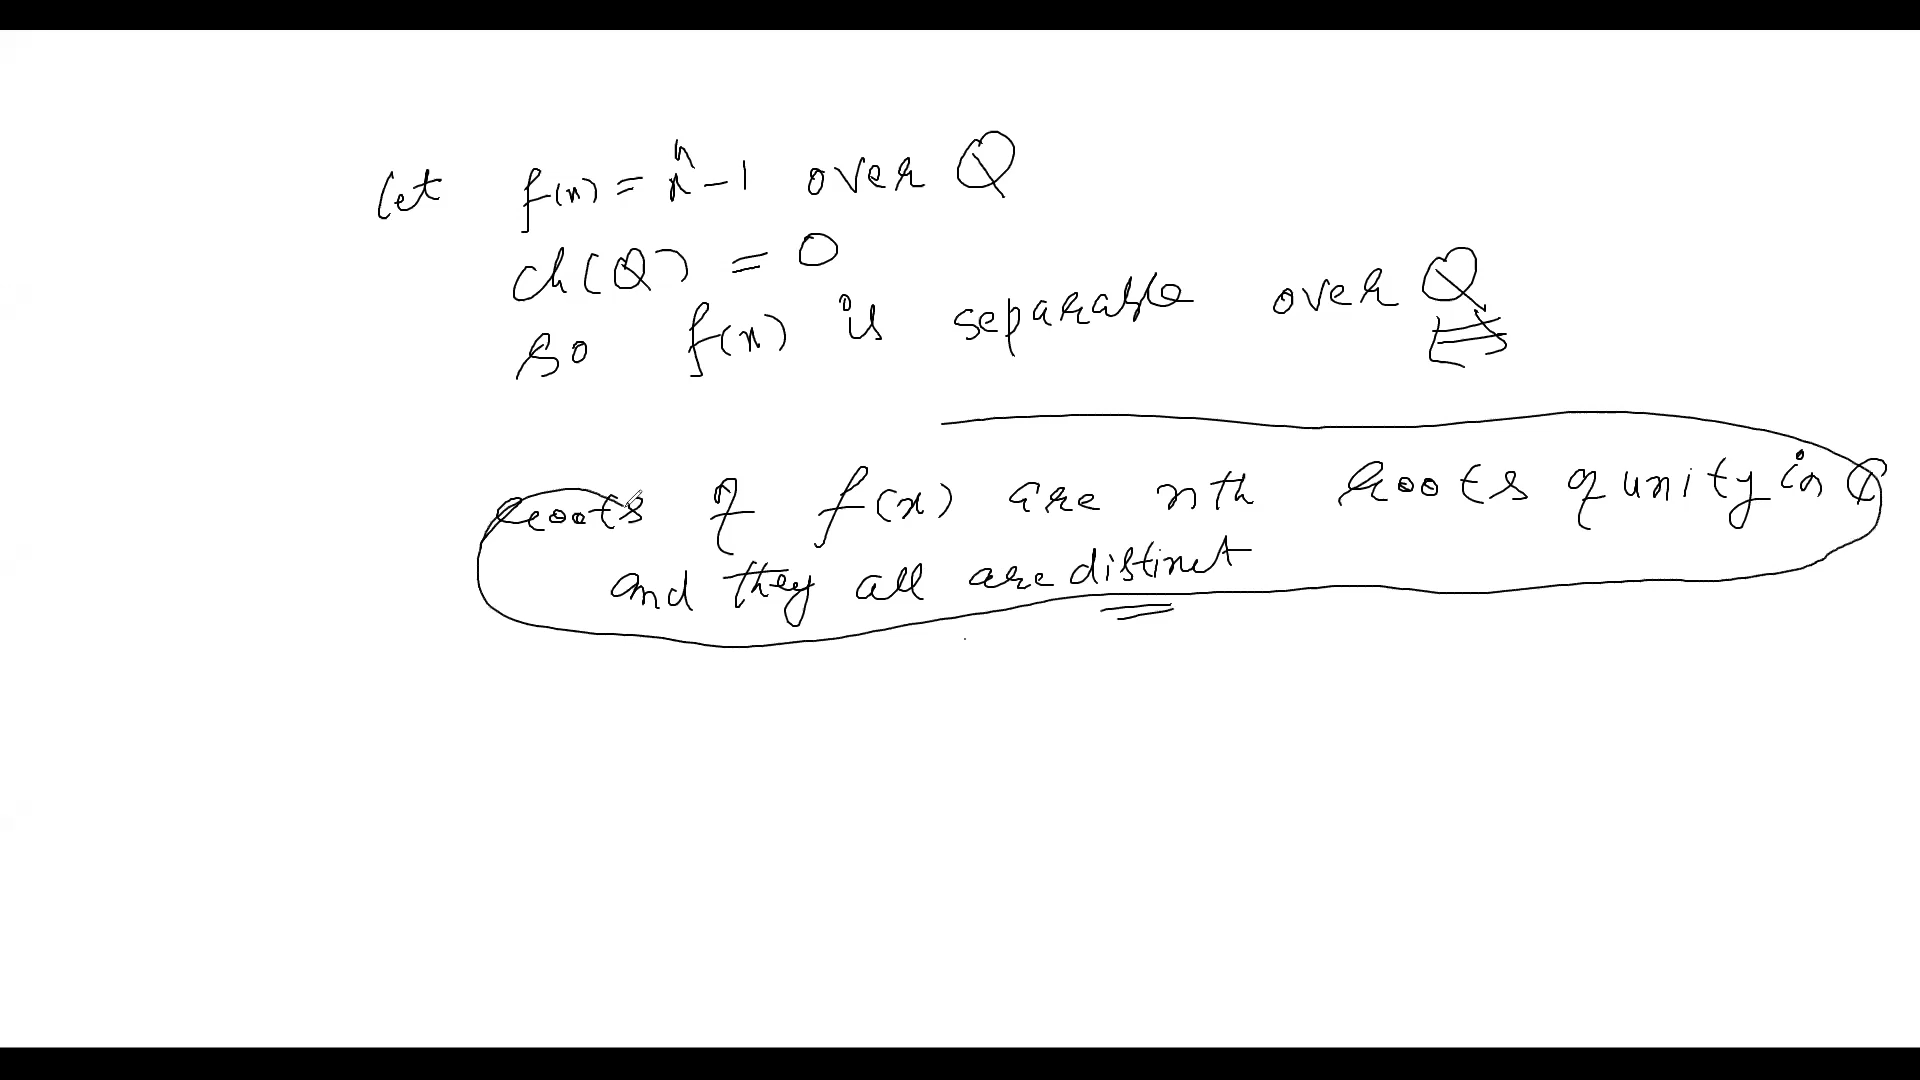 let f(x) = x^n - 1 over Q
ch(Q) = 0
so f(x) is separable over Q
roots of f(x) are nth roots of unity in ℂ
and they all are distinct